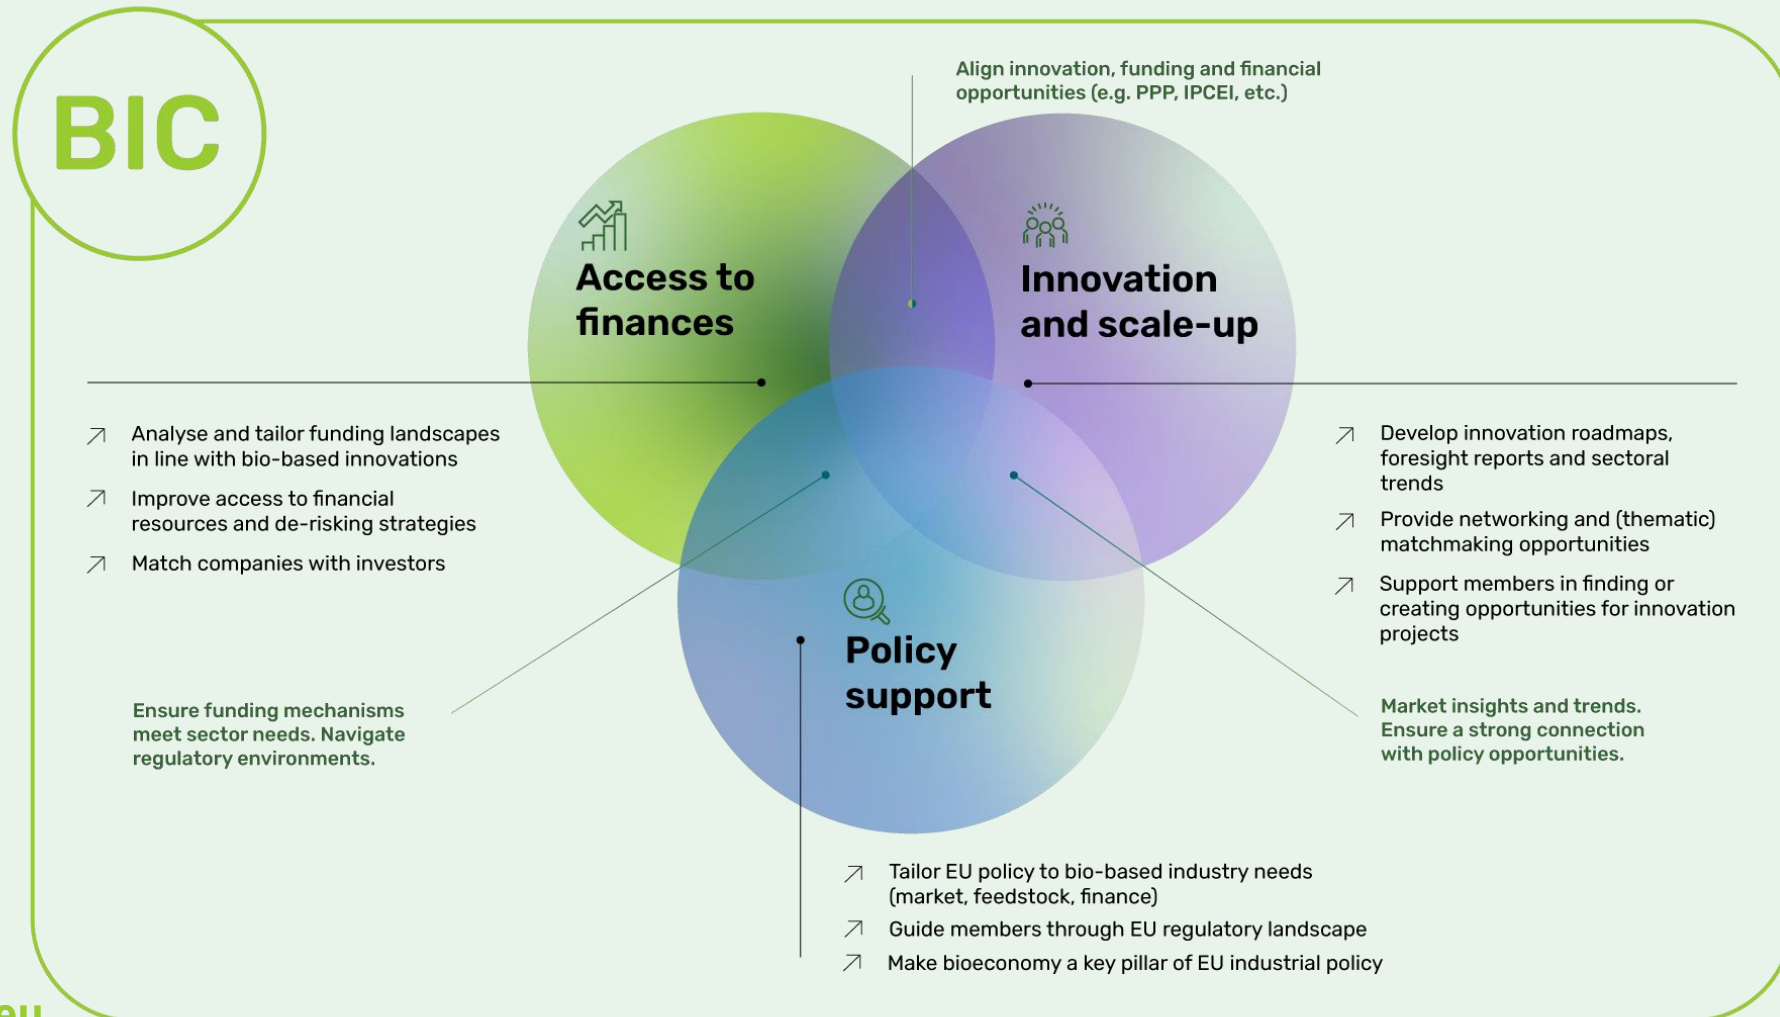 BIC
Align innovation, funding and financial
opportunities (e.g. PPP, IPCEI, etc.)
Access to
finances
Innovation
and scale-up
Analyse and tailor funding landscapes
in line with bio-based innovations
Improve access to financial
resources and de-risking strategies
Match companies with investors
Develop innovation roadmaps,
foresight reports and sectoral
trends
Provide networking and (thematic)
matchmaking opportunities
Support members in finding or
creating opportunities for innovation
projects
Policy
support
Ensure funding mechanisms
meet sector needs. Navigate
regulatory environments.
Market insights and trends.
Ensure a strong connection
with policy opportunities.
Tailor EU policy to bio-based industry needs
(market, feedstock, finance)
Guide members through EU regulatory landscape
Make bioeconomy a key pillar of EU industrial policy